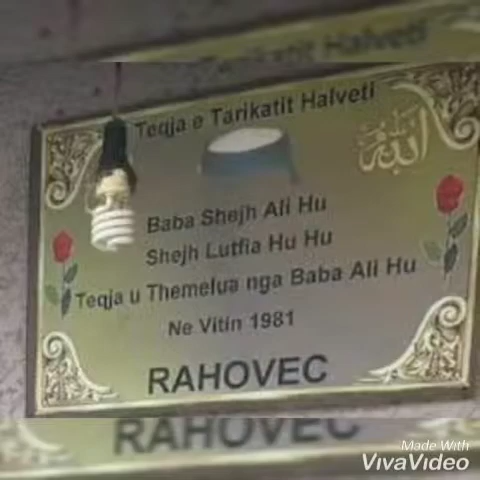 Teqja e Tarikatit Halveti
الله
Baba Shejh Ali Hu
Shejh Lutfia Hu Hu
Teqja u Themelua nga Baba Ali Hu
Ne Vitin 1981
RAHOVEC
RAHOVEC
Made With
VivaVideo